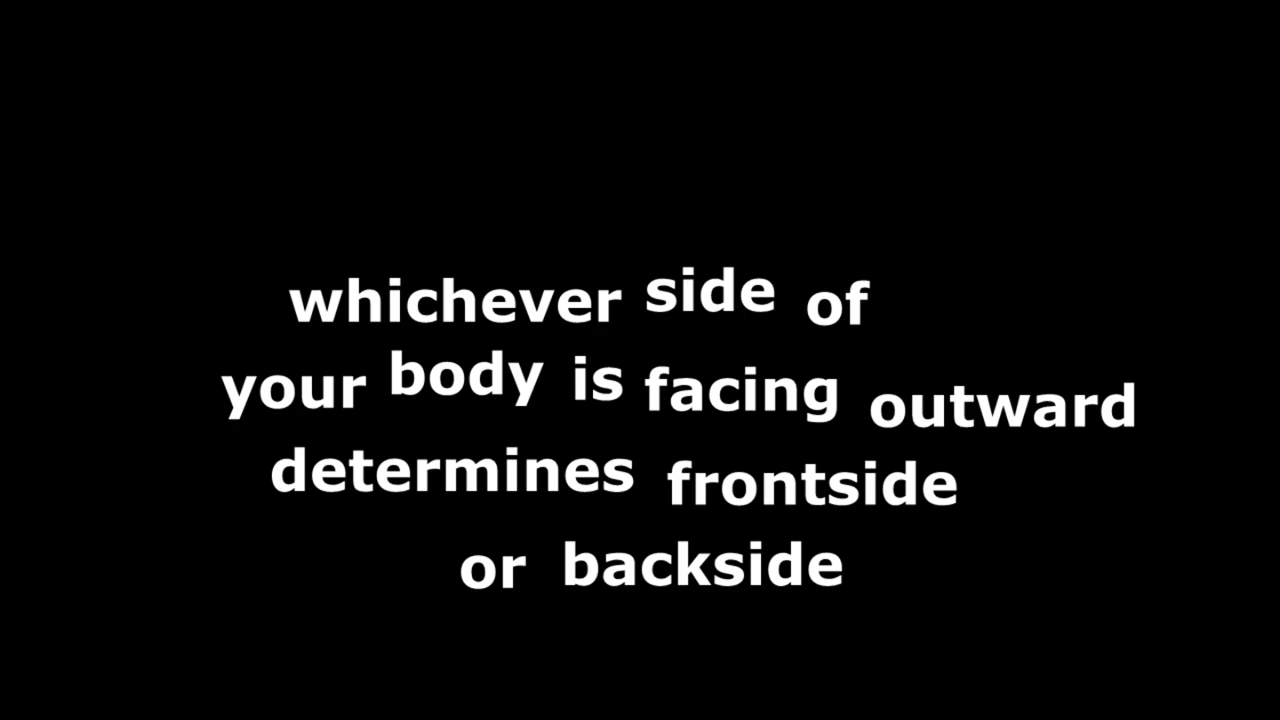 whichever side of
your body is facing outward
determines frontside
or backside